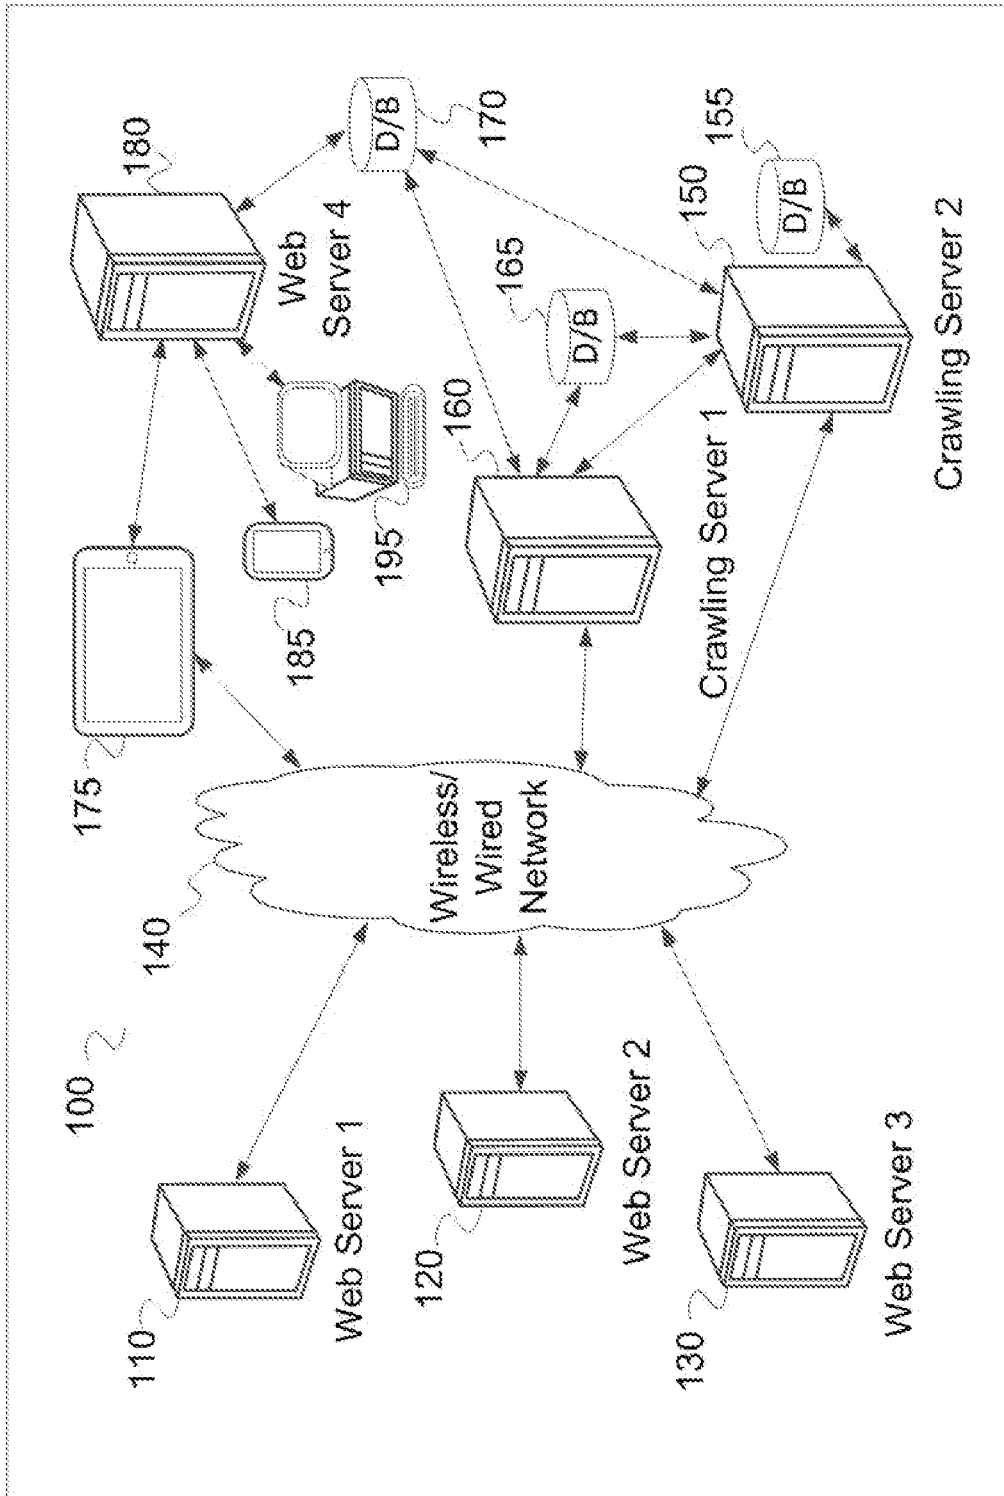 100
110
Web Server 1
120
Web Server 2
130
Web Server 3
140
Wireless/
Wired
Network
175
185
195
180
Web
Server 4
D/B
170
160
Crawling Server 1
165
D/B
150
Crawling Server 2
155
D/B